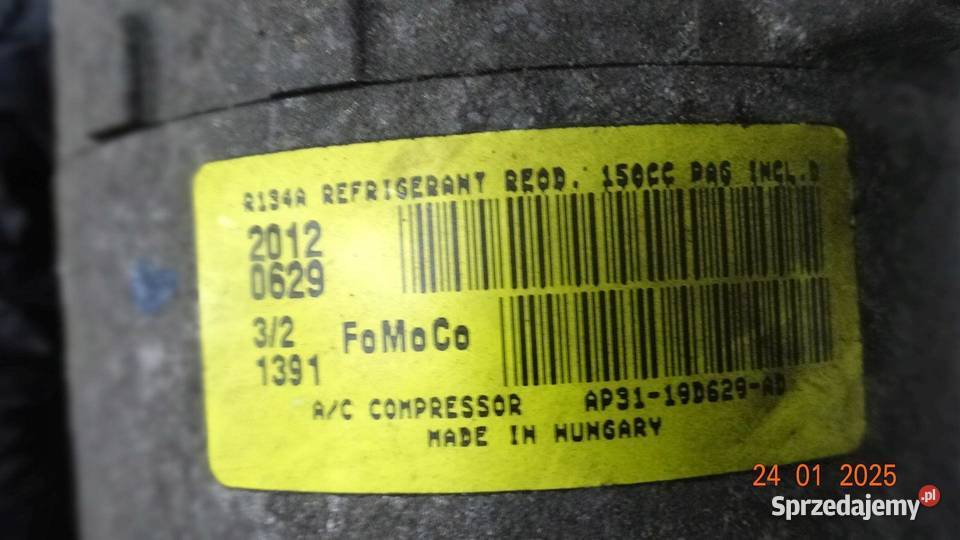 R134A REFRIGERANT REQD. 150CC PAG INCL.D
2012
0629
3/2
FoMoCo
1391
A/C COMPRESSOR AP31-19D629-AD
MADE IN HUNGARY
24 01 2025
Sprzedajemy.pl